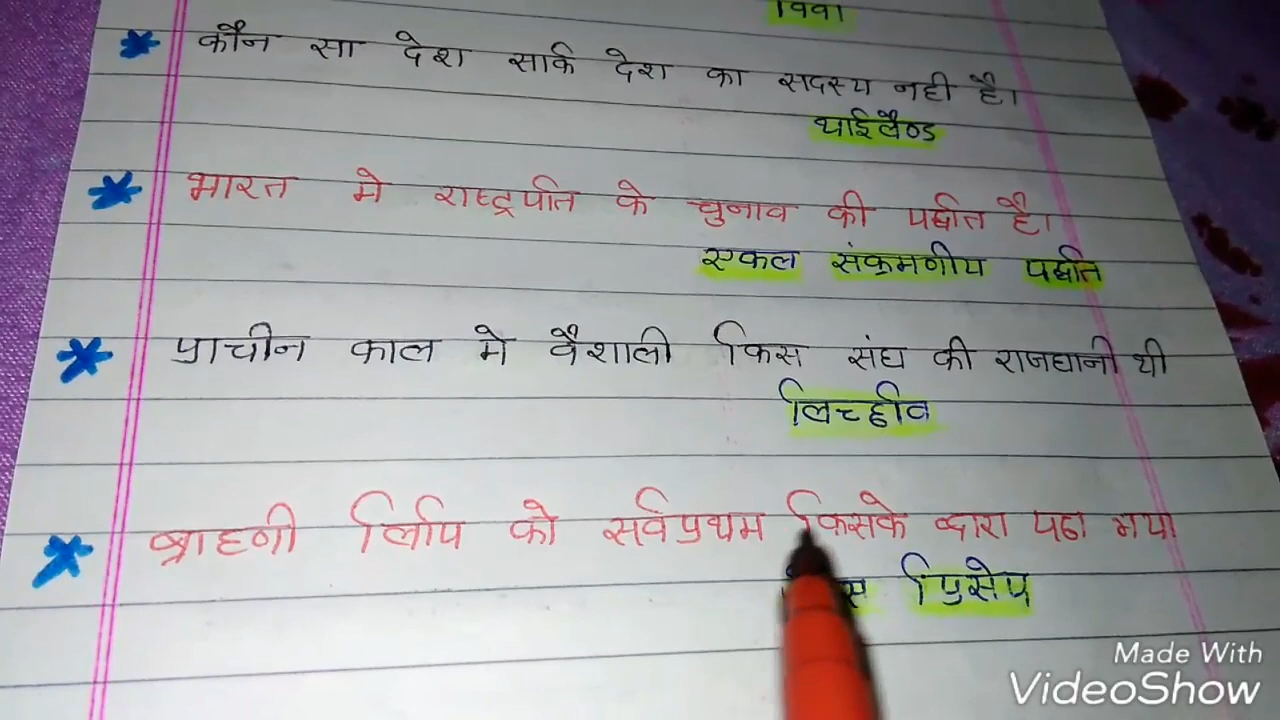 कौन सा देश सार्क देश का सदस्य नही है।
थाईलैण्ड
भारत मे राष्ट्रपति के चुनाव की पद्धति है।
एकल संक्रमणीय पद्धति
प्राचीन काल मे वैशाली किस संघ की राजधानी थी
लिच्छवि
ब्राहणी लिपि को सर्वप्रथम किसके द्वारा पढा गया
प्रिंसेप
Made With
VideoShow